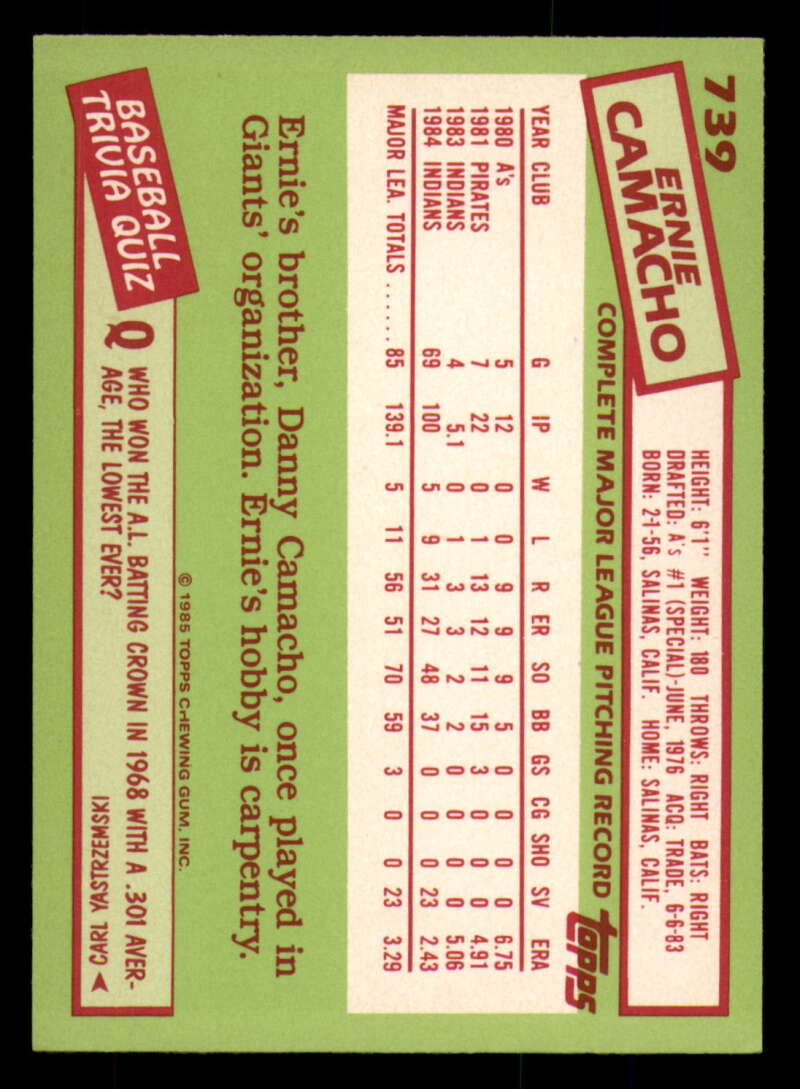 739
ERNIE
CAMACHO
HEIGHT: 6'1" WEIGHT: 180 THROWS: RIGHT BATS: RIGHT
DRAFTED: A's #1 (SPECIAL)-JUNE, 1976 ACQ: TRADE, 6-6-83
BORN: 2-1-56, SALINAS, CALIF. HOME: SALINAS, CALIF.
COMPLETE MAJOR LEAGUE PITCHING RECORD topps
YEAR CLUB G IP W L R ER SO BB GS CG SHO SV ERA
1980 A's 5 12 0 0 9 9 9 5 0 0 0 0 6.75
1981 PIRATES 7 22 0 1 13 12 11 15 3 0 0 0 4.91
1983 INDIANS 4 5.1 0 1 3 3 2 2 0 0 0 0 5.06
1984 INDIANS 69 100 5 9 31 27 48 37 0 0 0 23 2.43
MAJOR LEA. TOTALS ...... 85 139.1 5 11 56 51 70 59 3 0 0 23 3.29
Ernie's brother, Danny Camacho, once played in
Giants' organization. Ernie's hobby is carpentry.
© 1985 TOPPS CHEWING GUM, INC.
BASEBALL
TRIVIA QUIZ
Q WHO WON THE A.L. BATTING CROWN IN 1968 WITH A .301 AVER-
AGE, THE LOWEST EVER?
CARL YASTRZEMSKI